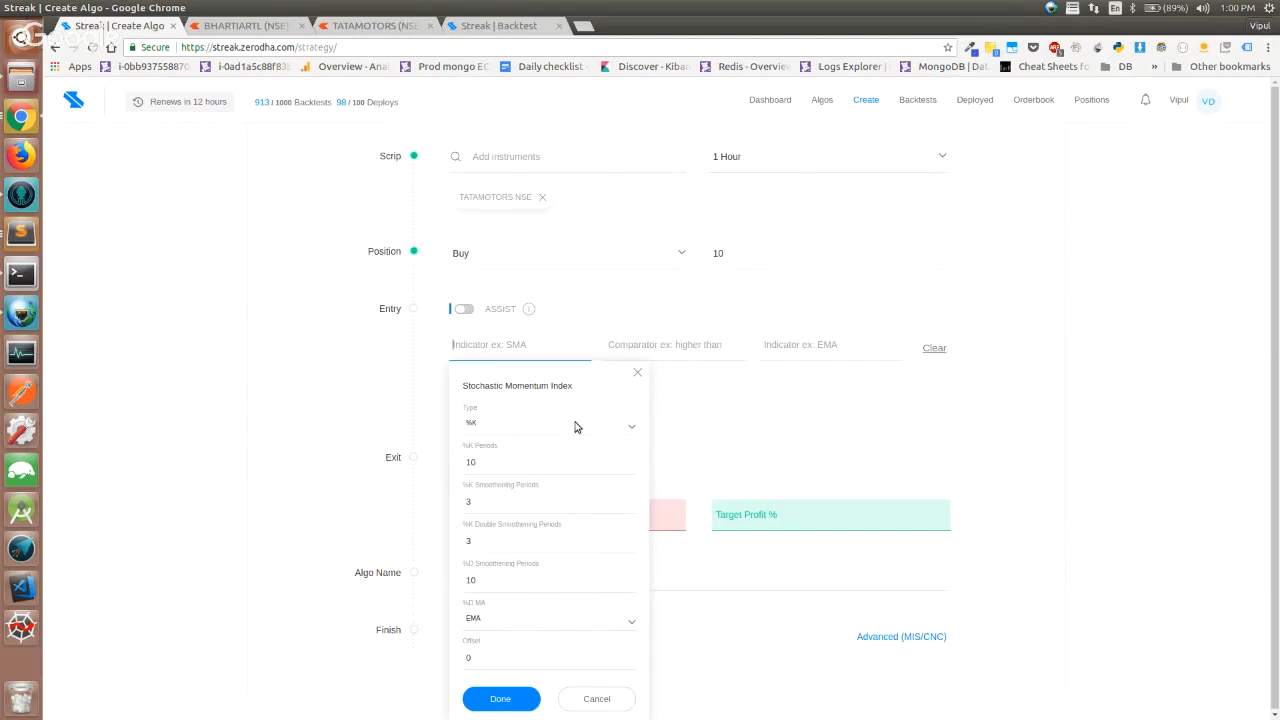 Streak | Create Algo - Google Chrome
En
(89%)
1:00 PM
Streak | Create Algo
BHARTIARTL (NSE)
TATAMOTORS (NSE
Streak | Backtest
Vipul
Secure
https://streak.zerodha.com/strategy/
Apps
i-0bb937558870
i-0ad1a5c88f3b1
Overview - Anal
Prod mongo EC
Daily checklist -
Discover - Kiban
Redis - Overview
MongoDB | Data
Cheat Sheets fo
DB
»
Other bookmarks
Renews in 12 hours
913 / 1000 Backtests 98 / 100 Deploys
Dashboard
Algos
Create
Backtests
Deployed
Orderbook
Positions
Vipul
VD
Scrip
Add instruments
1 Hour
TATAMOTORS NSE
Position
Buy
10
Entry
ASSIST
Indicator ex: SMA
Comparator ex: higher than
Indicator ex: EMA
Clear
Stochastic Momentum Index
Type
%K
%K Periods
10
%K Smoothening Periods
3
%K Double Smoothening Periods
3
%D Smoothening Periods
10
%D MA
EMA
Offset
0
Done
Cancel
Exit
Target Profit %
Algo Name
Finish
Advanced (MIS/CNC)